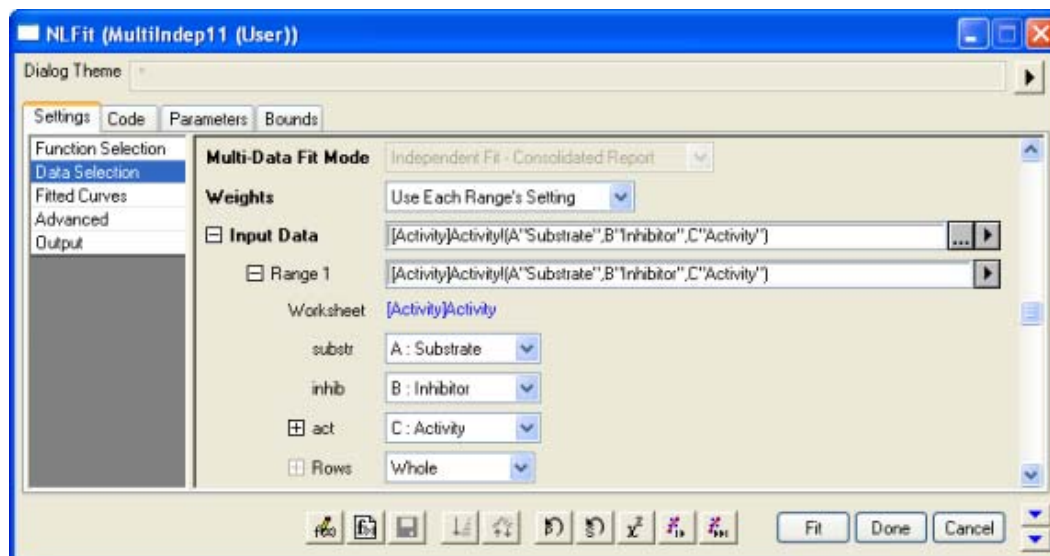 NLFit (MultiIndep11 (User))
Dialog Theme *
Settings Code Parameters Bounds
Function Selection
Data Selection
Fitted Curves
Advanced
Output
Multi-Data Fit Mode Independent Fit - Consolidated Report
Weights Use Each Range's Setting
Input Data [Activity]Activity!(A"Substrate",B"Inhibitor",C"Activity") ...
Range 1 [Activity]Activity!(A"Substrate",B"Inhibitor",C"Activity")
Worksheet [Activity]Activity
substr A : Substrate
inhib B : Inhibitor
act C : Activity
Rows Whole
Fit Done Cancel